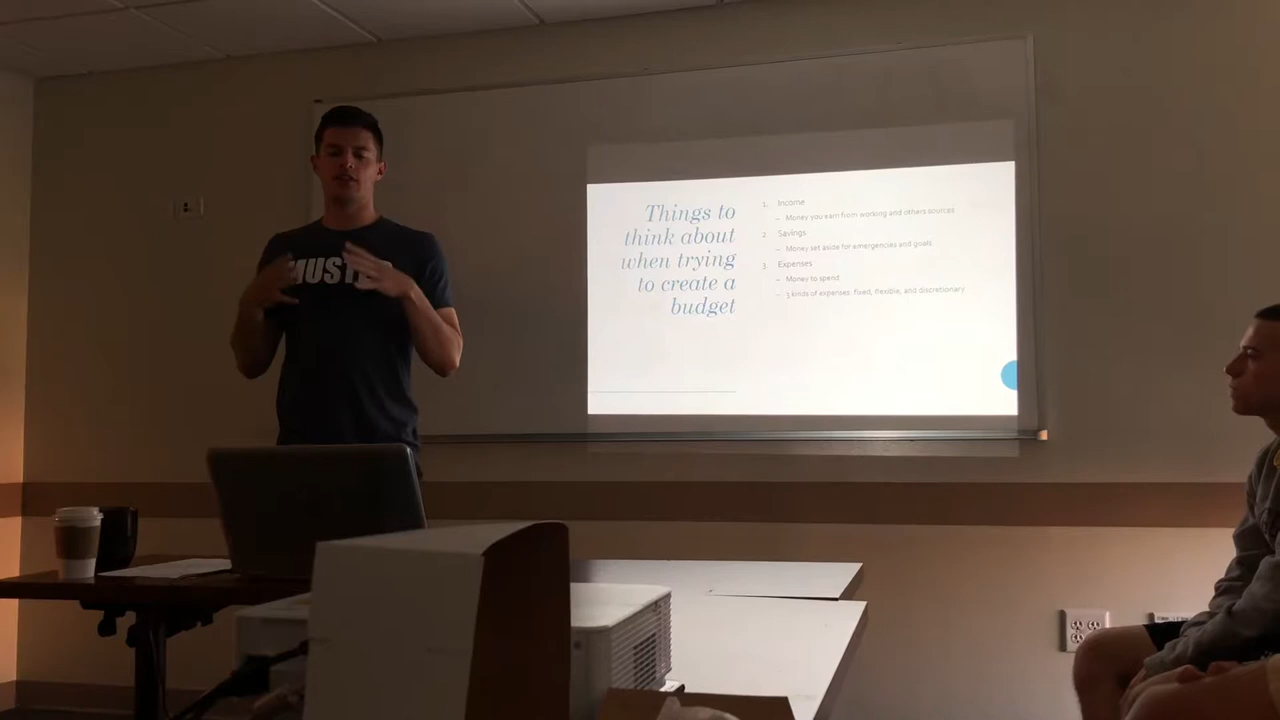 MUST
Things to
think about
when trying
to create a
budget
1. Income
– Money you earn from working and others sources
2. Savings
– Money set aside for emergencies and goals
3. Expenses
– Money to spend
– 3 kinds of expenses: fixed, flexible, and discretionary